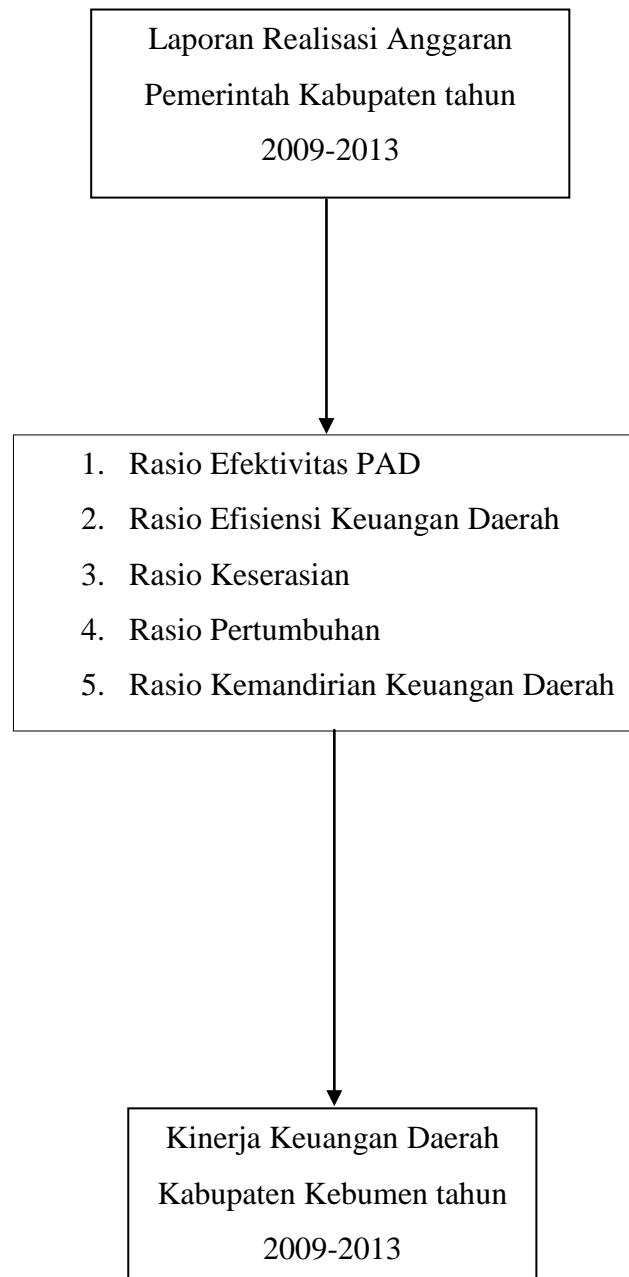 Laporan Realisasi Anggaran
Pemerintah Kabupaten tahun
2009-2013
1. Rasio Efektivitas PAD
2. Rasio Efisiensi Keuangan Daerah
3. Rasio Keserasian
4. Rasio Pertumbuhan
5. Rasio Kemandirian Keuangan Daerah
Kinerja Keuangan Daerah
Kabupaten Kebumen tahun
2009-2013